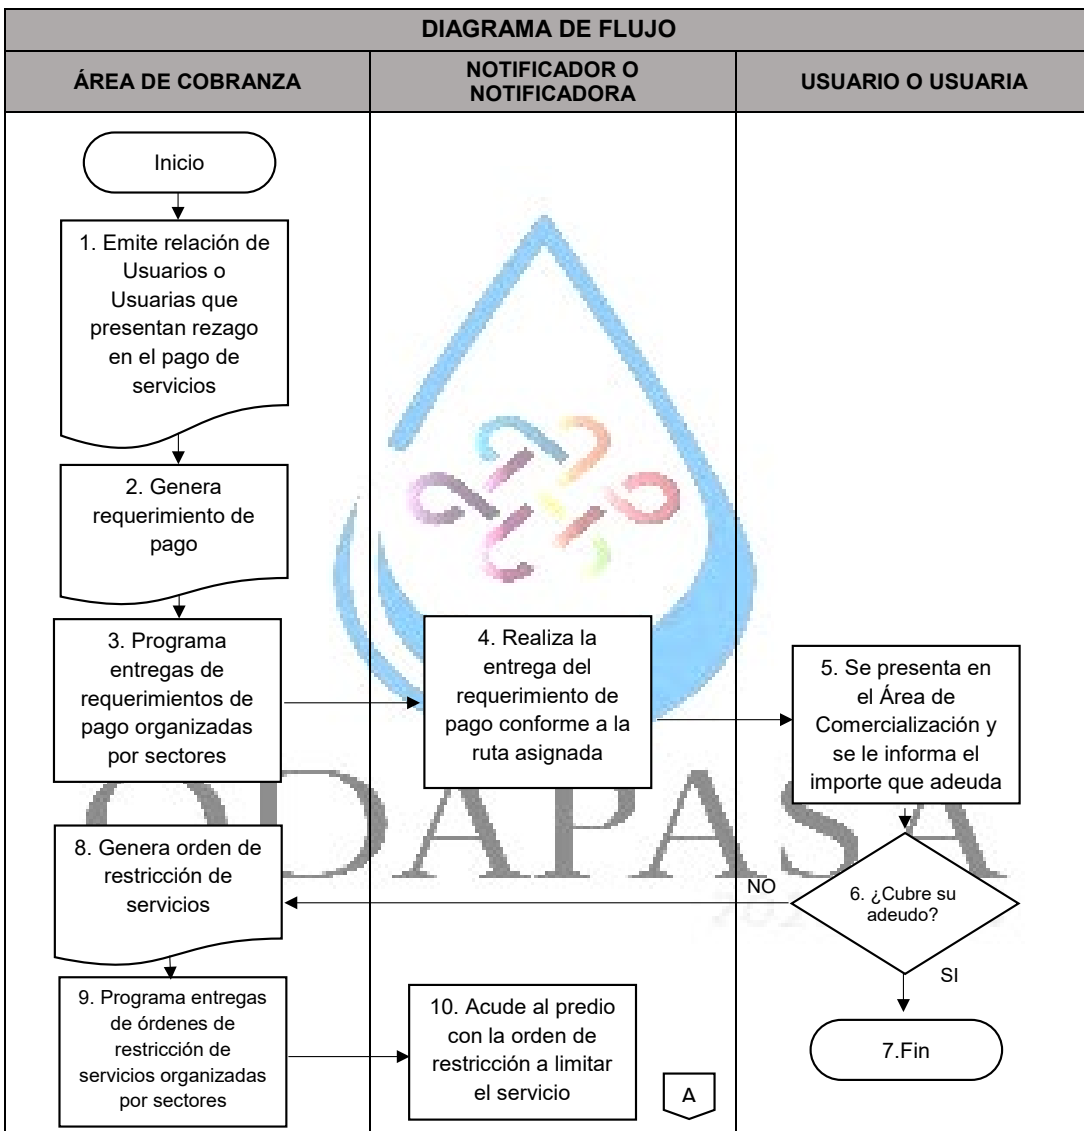 DIAGRAMA DE FLUJO
ÁREA DE COBRANZA
NOTIFICADOR O
NOTIFICADORA
USUARIO O USUARIA
Inicio
1. Emite relación de
Usuarios o
Usuarias que
presentan rezago
en el pago de
servicios
2. Genera
requerimiento de
pago
3. Programa
entregas de
requerimientos de
pago organizadas
por sectores
4. Realiza la
entrega del
requerimiento de
pago conforme a la
ruta asignada
5. Se presenta en
el Área de
Comercialización y
se le informa el
importe que adeuda
ODAPASA
6. ¿Cubre su
adeudo?
NO
SI
7.Fin
8. Genera orden de
restricción de
servicios
9. Programa entregas
de órdenes de
restricción de
servicios organizadas
por sectores
10. Acude al predio
con la orden de
restricción a limitar
el servicio
A